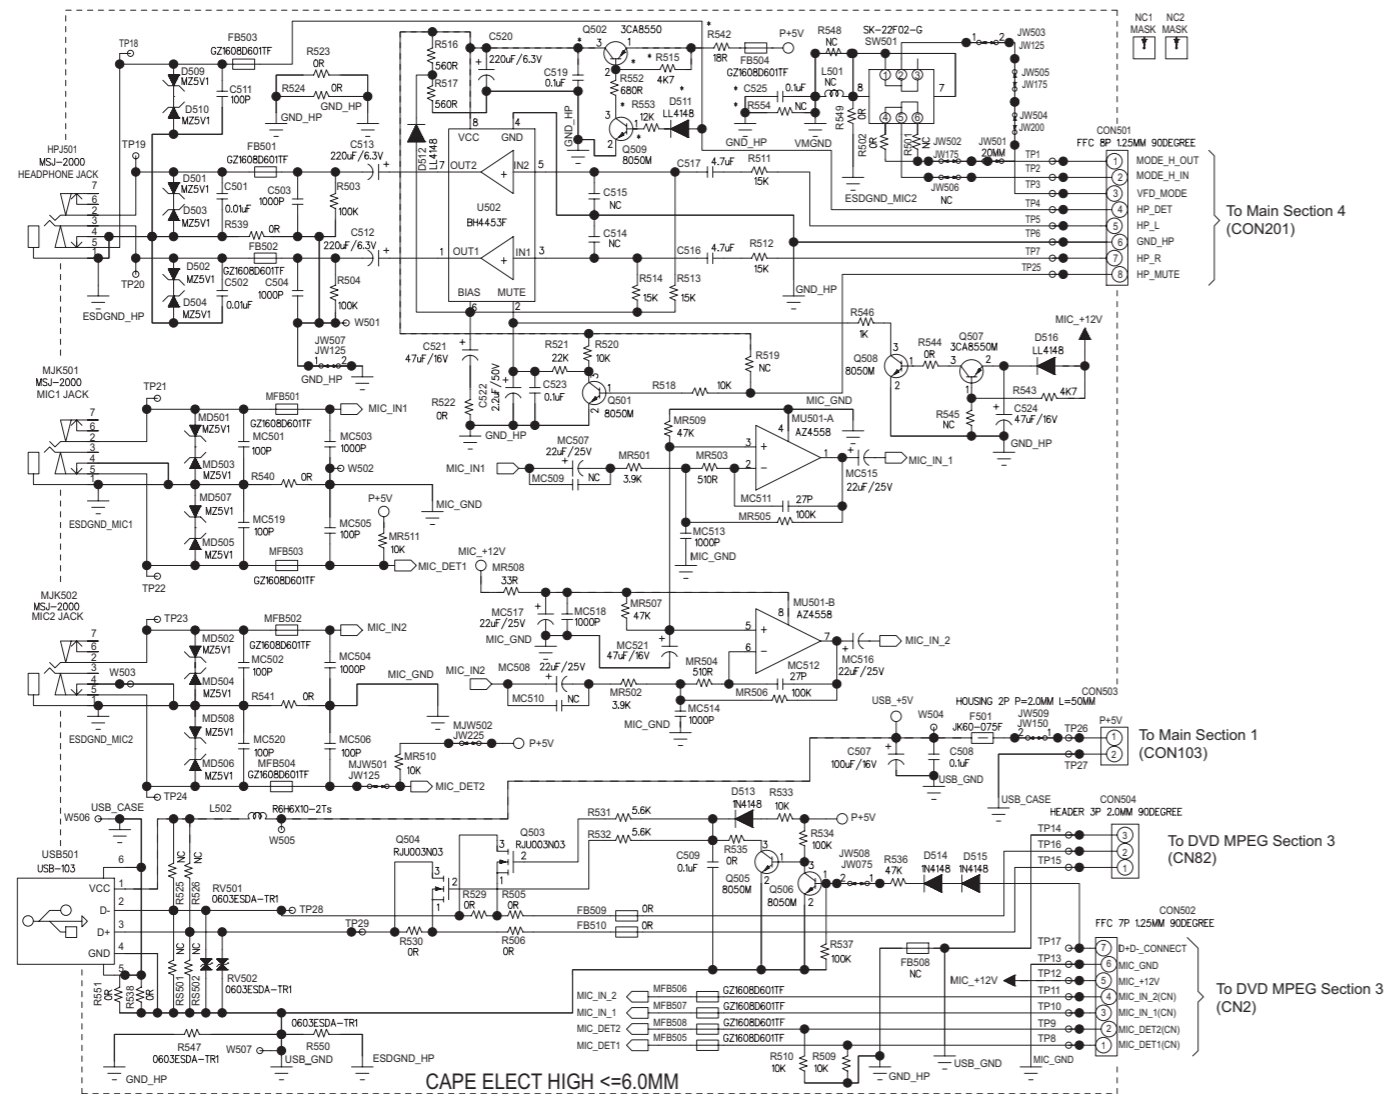 TP18
FB503
GZ1608D601TF
R523
0R
R524
0R
GND_HP
GND_HP
D509
MZ5V1
D510
MZ5V1
C511
100P
R516
560R
R517
560R
C520
220uF/6.3V
C519
0.1uF
GND_HP
Q502
3CA8550
R552
680R
R515
4K7
R553
12K
D511
LL4148
Q509
8050M
R542
18R
FB504
GZ1608D601TF
P+5V
C525
0.1uF
R554
NC
GND_HP
VMGND
R548
NC
L501
NC
SK-22F02-G
SW501
R549
0R
R502
0R
R501
NC
ESDGND_MIC2
JW503
JW125
JW505
JW175
JW504
JW200
JW502
JW175
JW501
20MM
JW506
NC
NC1
MASK
NC2
MASK
CON501
FFC 8P 1.25MM 90DEGREE
TP1
1
MODE_H_OUT
TP2
2
MODE_H_IN
TP3
3
VFD_MODE
TP4
4
HP_DET
TP5
5
HP_L
TP6
6
GND_HP
TP7
7
HP_R
TP25
8
HP_MUTE
To Main Section 4
(CON201)
HPJ501
MSJ-2000
HEADPHONE JACK
TP19
TP20
FB501
GZ1608D601TF
D501
MZ5V1
D503
MZ5V1
C501
0.01uF
C503
1000P
R503
100K
C513
220uF/6.3V
R539
0R
FB502
GZ1608D601TF
C512
220uF/6.3V
D502
MZ5V1
D504
MZ5V1
C502
0.01uF
C504
1000P
R504
100K
ESDGND_HP
W501
JW507
JW125
GND_HP
D512
LL4148
VCC
GND
OUT2
IN2
U502
BH4453F
OUT1
IN1
BIAS
MUTE
C515
NC
C514
NC
C517
4.7uF
R511
15K
C516
4.7uF
R512
15K
R514
15K
R513
15K
GND_HP
C521
47uF/16V
R522
0R
C522
2.2uF/50V
R521
22K
C523
0.1uF
R520
10K
Q501
8050M
GND_HP
R518
10K
R519
NC
R546
1K
Q508
8050M
R544
0R
Q507
3CA8550M
D516
LL4148
MIC_+12V
R543
4K7
R545
NC
C524
47uF/16V
GND_HP
MJK501
MSJ-2000
MIC1 JACK
TP21
MFB501
GZ1608D601TF
MIC_IN1
MD501
MZ5V1
MC501
100P
MC503
1000P
MD503
MZ5V1
W502
R540
0R
MIC_GND
MD507
MZ5V1
MD505
MZ5V1
MC519
100P
MC505
100P
MFB503
GZ1608D601TF
P+5V
MR511
10K
MIC_DET1
TP22
ESDGND_MIC1
MIC_IN1
MC507
22uF/25V
MC509
NC
MR501
3.9K
MR509
47K
MR503
510R
MU501-A
AZ4558
MIC_GND
MC511
27P
MR505
100K
MC513
1000P
MIC_GND
MC515
22uF/25V
MIC_IN_1
MIC_+12V
MR508
33R
MC517
22uF/25V
MC518
1000P
MIC_GND
MR507
47K
MC521
47uF/16V
MU501-B
AZ4558
MIC_IN2
MC508
22uF/25V
MC510
NC
MR502
3.9K
MR504
510R
MC512
27P
MR506
100K
MC514
1000P
MIC_GND
MC516
22uF/25V
MIC_IN_2
MJK502
MSJ-2000
MIC2 JACK
TP23
MFB502
GZ1608D601TF
MIC_IN2
W503
MD502
MZ5V1
MD504
MZ5V1
MC502
100P
MC504
1000P
R541
0R
MIC_GND
MD508
MZ5V1
MD506
MZ5V1
MC520
100P
MC506
100P
MFB504
GZ1608D601TF
MJW501
JW125
MR510
10K
MJW502
JW225
P+5V
MIC_DET2
TP24
ESDGND_MIC2
USB_+5V
W504
C507
100uF/16V
C508
0.1uF
USB_GND
HOUSING 2P P=2.0MM L=50MM
CON503
F501
JK60-075F
JW509
JW150
TP26
P+5V
1
TP27
2
USB_CASE
To Main Section 1
(CON103)
W506
USB_CASE
USB501
USB-103
L502
R6H6X10-2Ts
W505
VCC
D-
D+
GND
R525
NC
R526
NC
RV501
0603ESDA-TR1
TP28
TP29
RS501
NC
RS502
NC
RV502
0603ESDA-TR1
R551
0R
R538
0R
Q504
RJU003N03
Q503
RJU003N03
R529
0R
R505
0R
R530
0R
R506
0R
R531
5.6K
R532
5.6K
FB509
0R
FB510
0R
C509
0.1uF
D513
1N4148
R533
10K
P+5V
R535
0R
R534
100K
Q505
8050M
Q506
8050M
JW508
JW075
R536
47K
D514
1N4148
D515
1N4148
R537
100K
CON504
HEADER 3P 2.0MM 90DEGREE
TP14
3
TP16
2
TP15
1
To DVD MPEG Section 3
(CN82)
CON502
FFC 7P 1.25MM 90DEGREE
TP17
7
D+D-_CONNECT
TP13
6
MIC_GND
MIC_+12V
TP12
5
MIC_+12V
TP11
4
MIC_IN_2(CN)
TP10
3
MIC_IN_1(CN)
TP9
2
MIC_DET2(CN)
TP8
1
MIC_DET1(CN)
To DVD MPEG Section 3
(CN2)
FB508
NC
MIC_IN_2
MFB506
GZ1608D601TF
MIC_IN_1
MFB507
GZ1608D601TF
MIC_DET2
MFB508
GZ1608D601TF
MIC_DET1
MFB505
GZ1608D601TF
R510
10K
R509
10K
GND_HP
USB_GND
MIC_GND
R547
0603ESDA-TR1
GND_HP
W507
USB_GND
0603ESDA-TR1
R550
ESDGND_HP
CAPE ELECT HIGH <=6.0MM